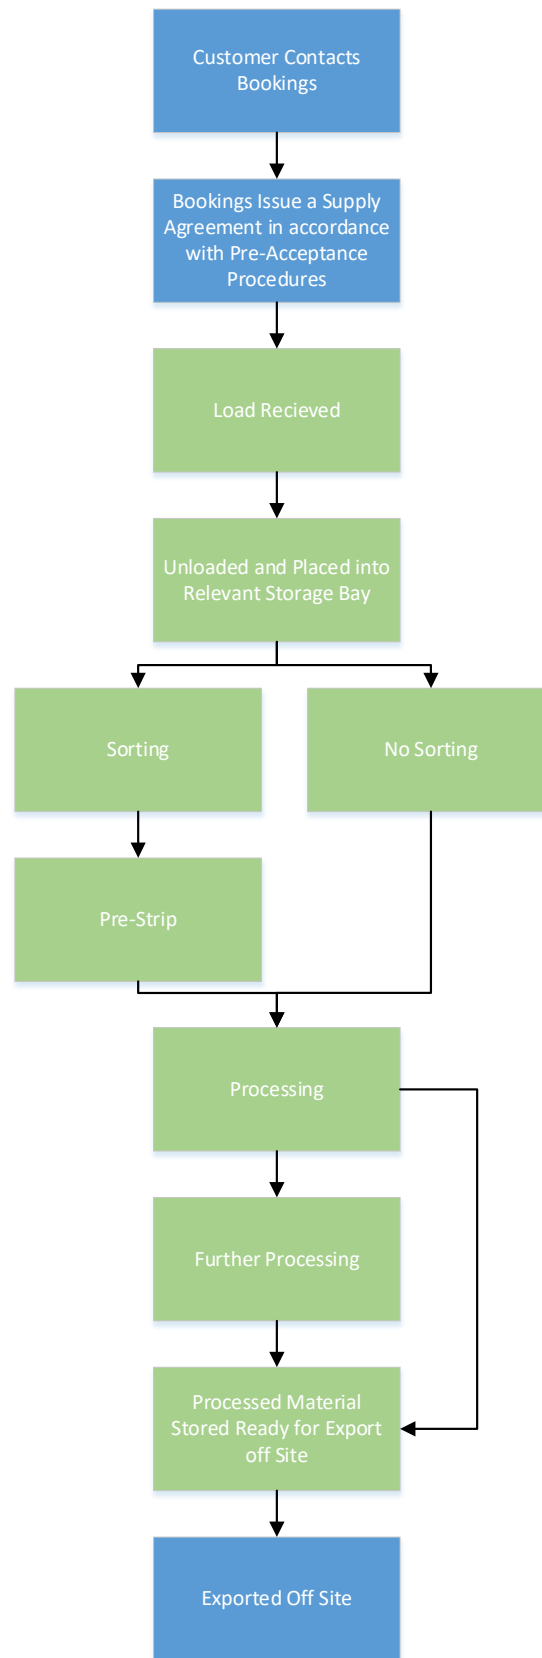 Customer Contacts
Bookings
Bookings Issue a Supply
Agreement in accordance
with Pre-Acceptance
Procedures
Load Recieved
Unloaded and Placed into
Relevant Storage Bay
Sorting
No Sorting
Pre-Strip
Processing
Further Processing
Processed Material
Stored Ready for Export
off Site
Exported Off Site